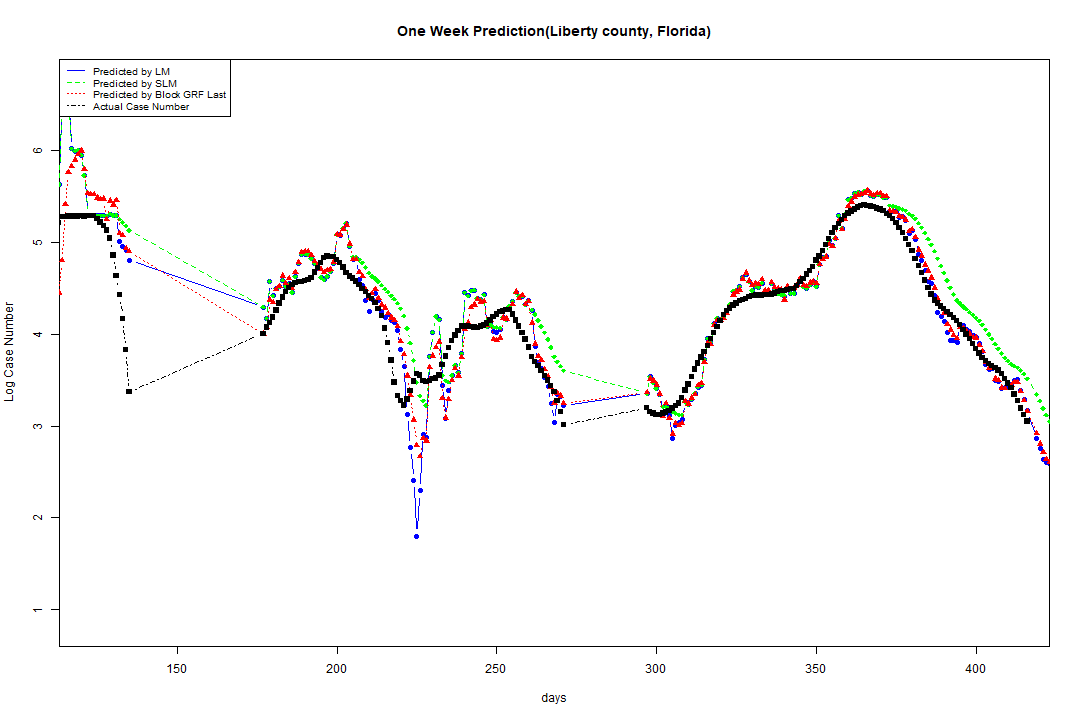 One Week Prediction(Liberty county, Florida)
Predicted by LM
Predicted by SLM
Predicted by Block GRF Last
Actual Case Number
6
5
4
3
2
1
Log Case Number
150 200 250 300 350 400
days